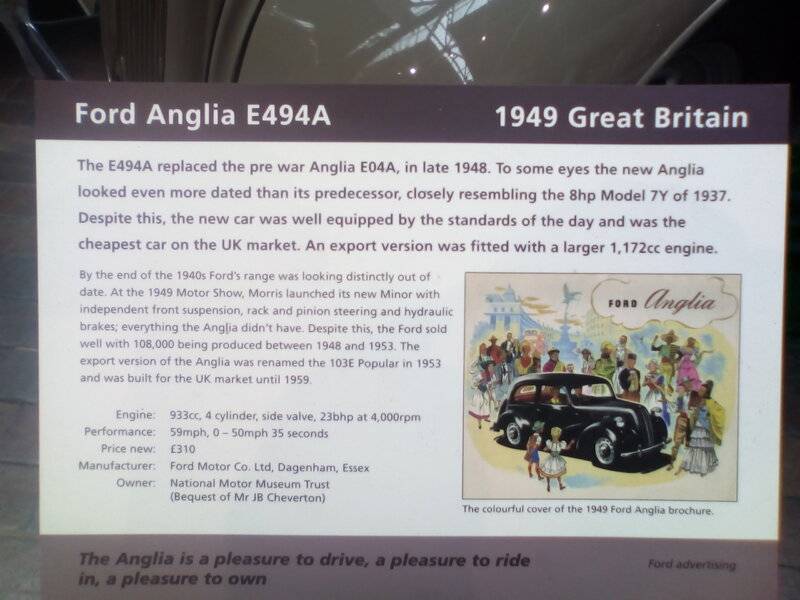 Ford Anglia E494A
1949 Great Britain
The E494A replaced the pre war Anglia E04A, in late 1948. To some eyes the new Anglia
looked even more dated than its predecessor, closely resembling the 8hp Model 7Y of 1937.
Despite this, the new car was well equipped by the standards of the day and was the
cheapest car on the UK market. An export version was fitted with a larger 1,172cc engine.
By the end of the 1940s Ford's range was looking distinctly out of
date. At the 1949 Motor Show, Morris launched its new Minor with
independent front suspension, rack and pinion steering and hydraulic
brakes; everything the Anglia didn't have. Despite this, the Ford sold
well with 108,000 being produced between 1948 and 1953. The
export version of the Anglia was renamed the 103E Popular in 1953
and was built for the UK market until 1959.
Engine: 933cc, 4 cylinder, side valve, 23bhp at 4,000rpm
Performance: 59mph, 0 – 50mph 35 seconds
Price new: £310
Manufacturer: Ford Motor Co. Ltd, Dagenham, Essex
Owner: National Motor Museum Trust
(Bequest of Mr JB Cheverton)
FORD Anglia
The colourful cover of the 1949 Ford Anglia brochure.
The Anglia is a pleasure to drive, a pleasure to ride
in, a pleasure to own
Ford advertising